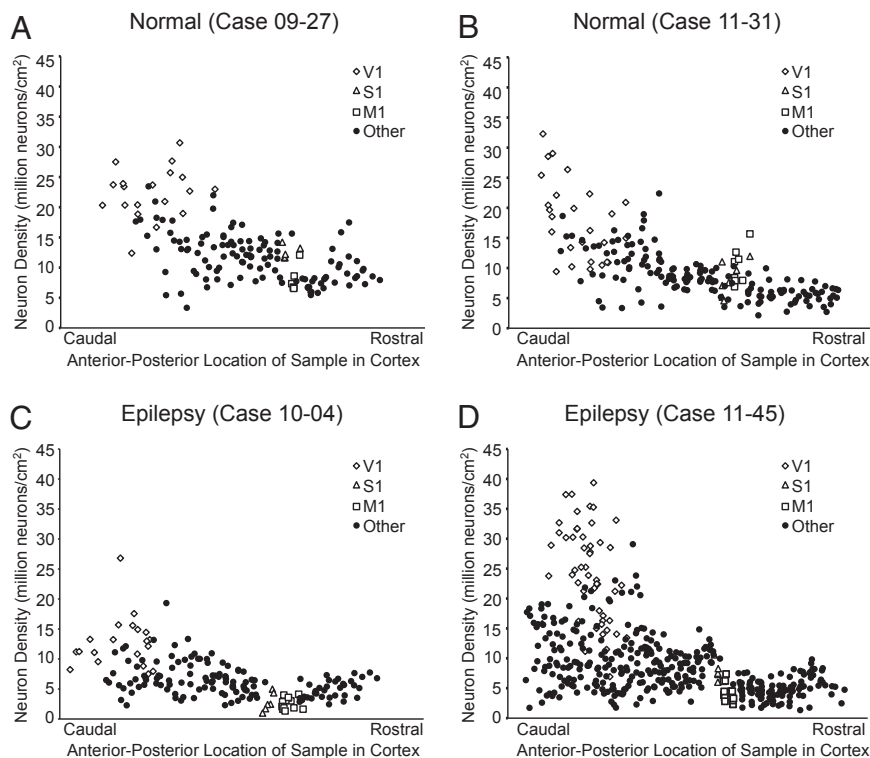 A
Normal (Case 09-27)
Neuron Density (million neurons/cm²)
45
40
35
30
25
20
15
10
5
0
V1
S1
M1
Other
Caudal
Rostral
Anterior-Posterior Location of Sample in Cortex
B
Normal (Case 11-31)
Neuron Density (million neurons/cm²)
45
40
35
30
25
20
15
10
5
0
V1
S1
M1
Other
Caudal
Rostral
Anterior-Posterior Location of Sample in Cortex
C
Epilepsy (Case 10-04)
Neuron Density (million neurons/cm²)
45
40
35
30
25
20
15
10
5
0
V1
S1
M1
Other
Caudal
Rostral
Anterior-Posterior Location of Sample in Cortex
D
Epilepsy (Case 11-45)
Neuron Density (million neurons/cm²)
45
40
35
30
25
20
15
10
5
0
V1
S1
M1
Other
Caudal
Rostral
Anterior-Posterior Location of Sample in Cortex